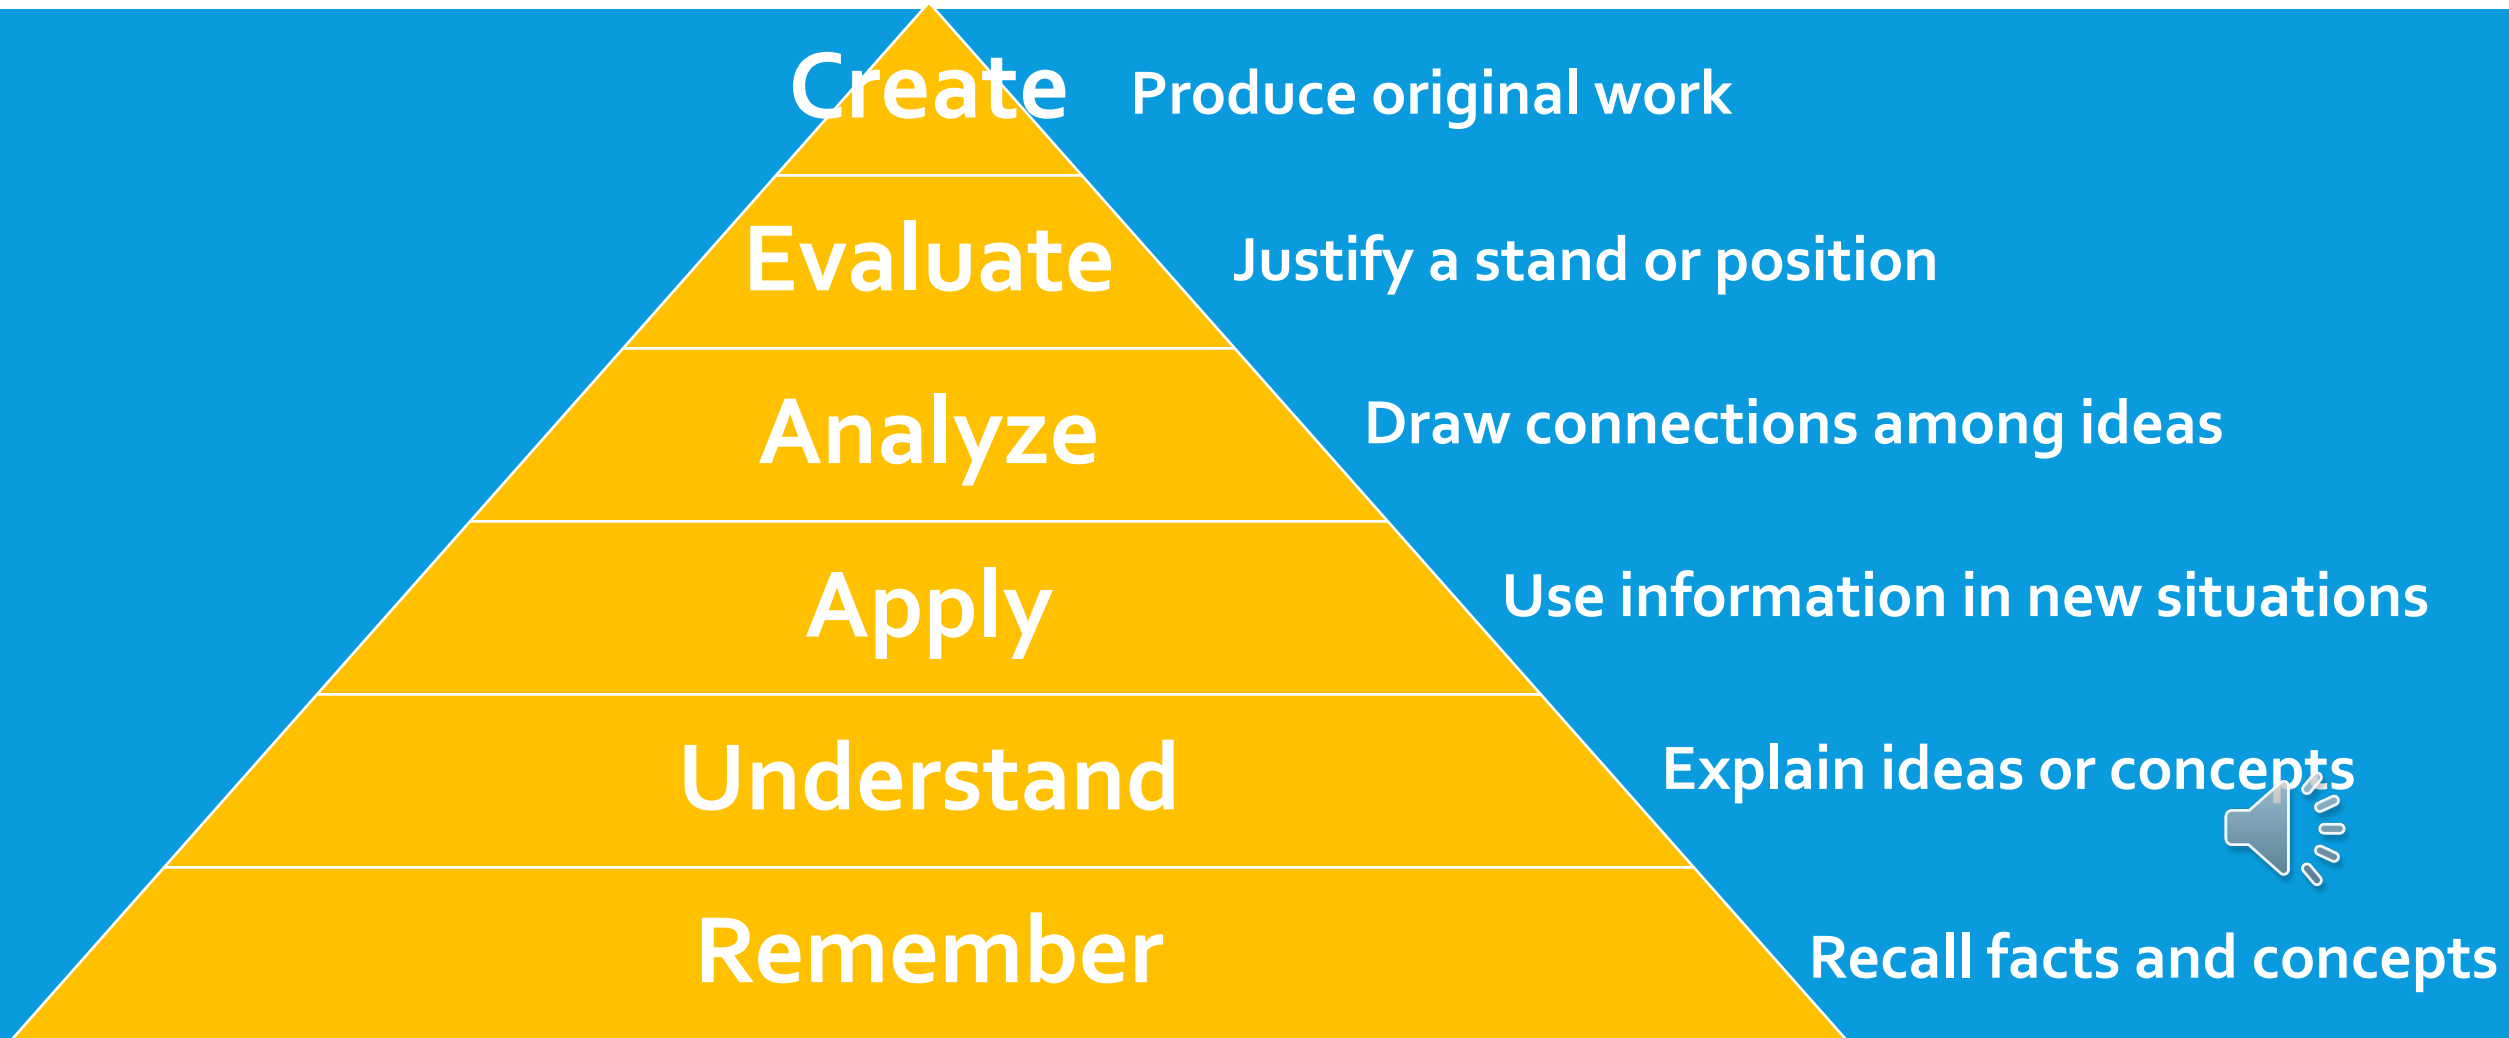 Create
Produce original work
Evaluate
Justify a stand or position
Analyze
Draw connections among ideas
Apply
Use information in new situations
Understand
Explain ideas or concepts
Remember
Recall facts and concepts